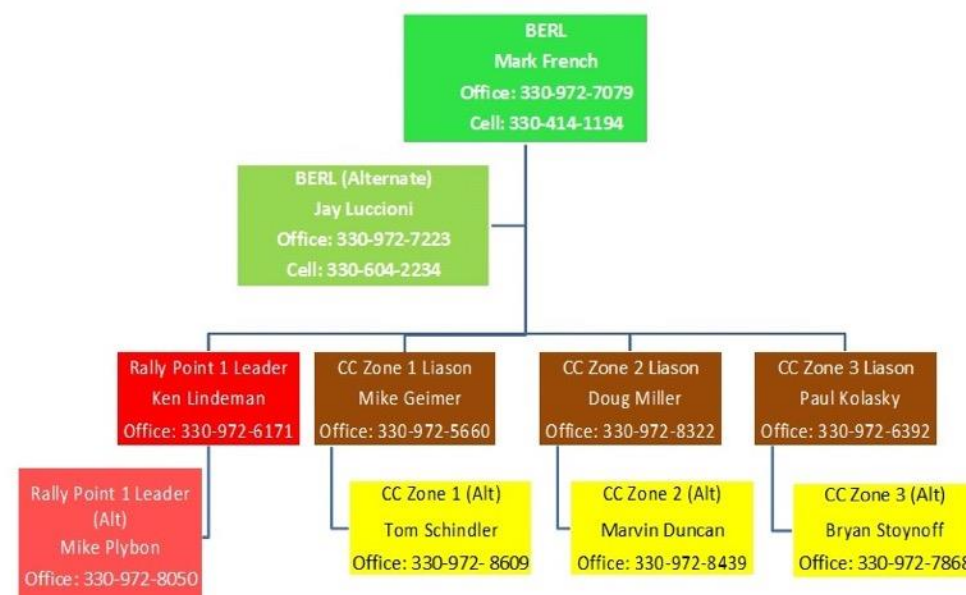 BERL
Mark French
Office: 330-972-7079
Cell: 330-414-1194
BERL (Alternate)
Jay Luccioni
Office: 330-972-7223
Cell: 330-604-2234
Rally Point 1 Leader
Ken Lindeman
Office: 330-972-6171
CC Zone 1 Liason
Mike Geimer
Office: 330-972-5660
CC Zone 2 Liason
Doug Miller
Office: 330-972-8322
CC Zone 3 Liason
Paul Kolasky
Office: 330-972-6392
Rally Point 1 Leader
(Alt)
Mike Plybon
Office: 330-972-8050
CC Zone 1 (Alt)
Tom Schindler
Office: 330-972- 8609
CC Zone 2 (Alt)
Marvin Duncan
Office: 330-972-8439
CC Zone 3 (Alt)
Bryan Stoynoff
Office: 330-972-7868